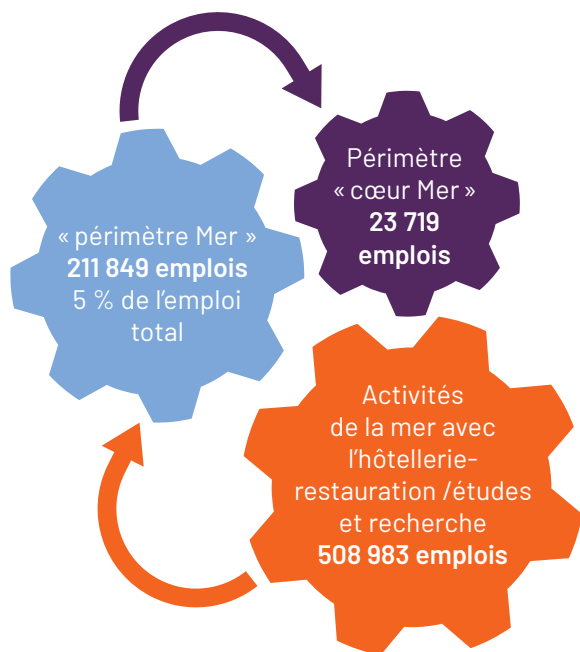 Périmètre
« cœur Mer »
23 719
emplois
« périmètre Mer »
211 849 emplois
5 % de l'emploi
total
Activités
de la mer avec
l'hôtellerie-
restauration /études
et recherche
508 983 emplois